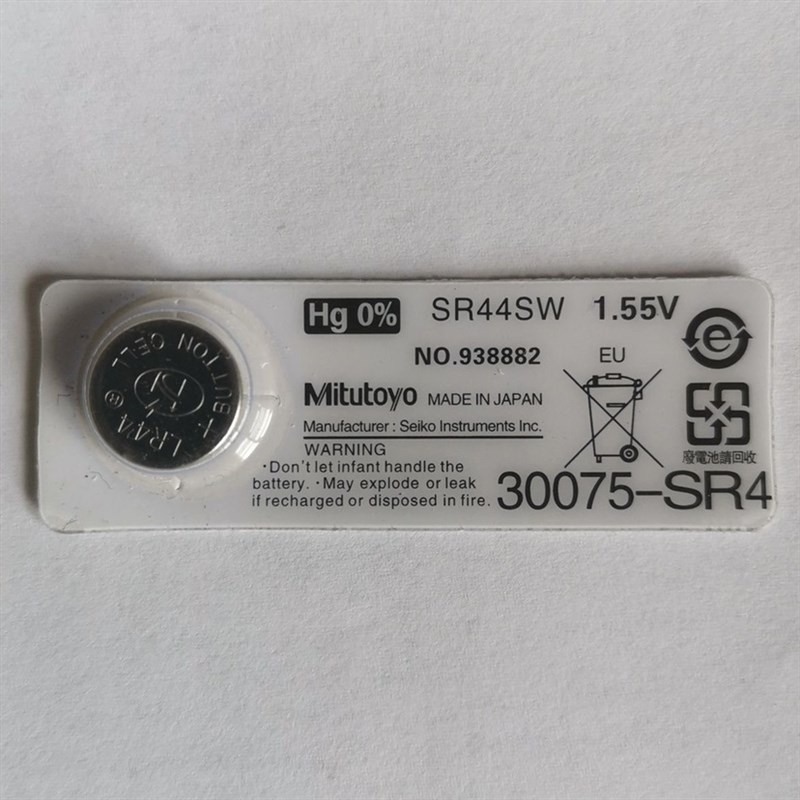 Hg 0% SR44SW 1.55V
NO.938882 EU
Mitutoyo MADE IN JAPAN
Manufacturer : Seiko Instruments Inc.
WARNING
·Don't let infant handle the
battery. ·May explode or leak
if recharged or disposed in fire.
30075-SR4
e
廢電池請回收
LR44 BUTTON CELL +